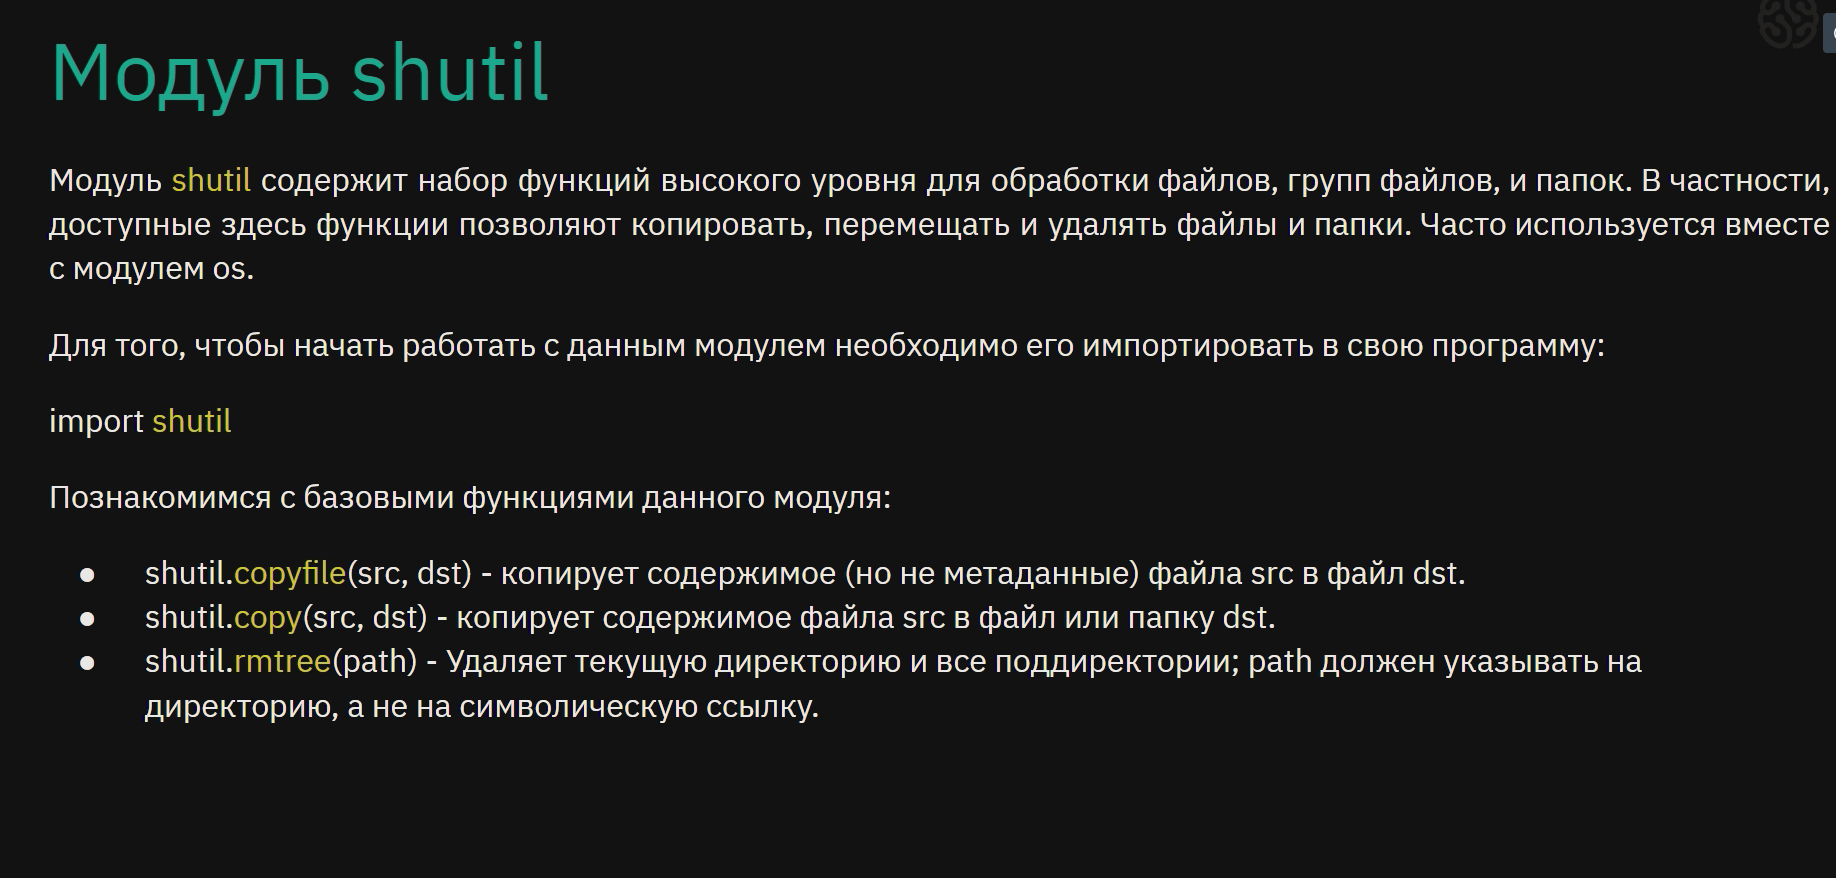 Модуль shutil
Модуль shutil содержит набор функций высокого уровня для обработки файлов, групп файлов, и папок. В частности,
доступные здесь функции позволяют копировать, перемещать и удалять файлы и папки. Часто используется вместе
с модулем os.
Для того, чтобы начать работать с данным модулем необходимо его импортировать в свою программу:
import shutil
Познакомимся с базовыми функциями данного модуля:
● shutil.copyfile(src, dst) - копирует содержимое (но не метаданные) файла src в файл dst.
● shutil.copy(src, dst) - копирует содержимое файла src в файл или папку dst.
● shutil.rmtree(path) - Удаляет текущую директорию и все поддиректории; path должен указывать на
директорию, а не на символическую ссылку.